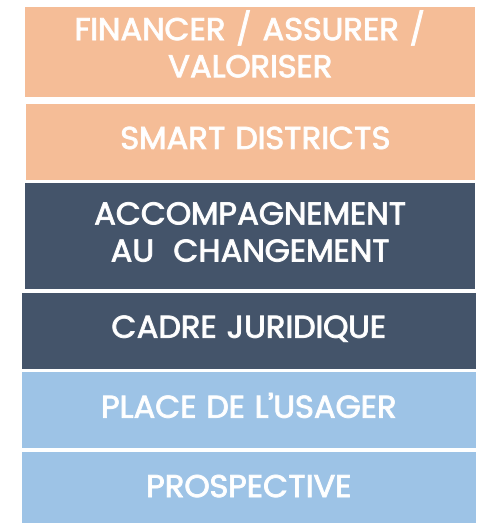 FINANCER / ASSURER /
VALORISER
SMART DISTRICTS
ACCOMPAGNEMENT
AU CHANGEMENT
CADRE JURIDIQUE
PLACE DE L’USAGER
PROSPECTIVE